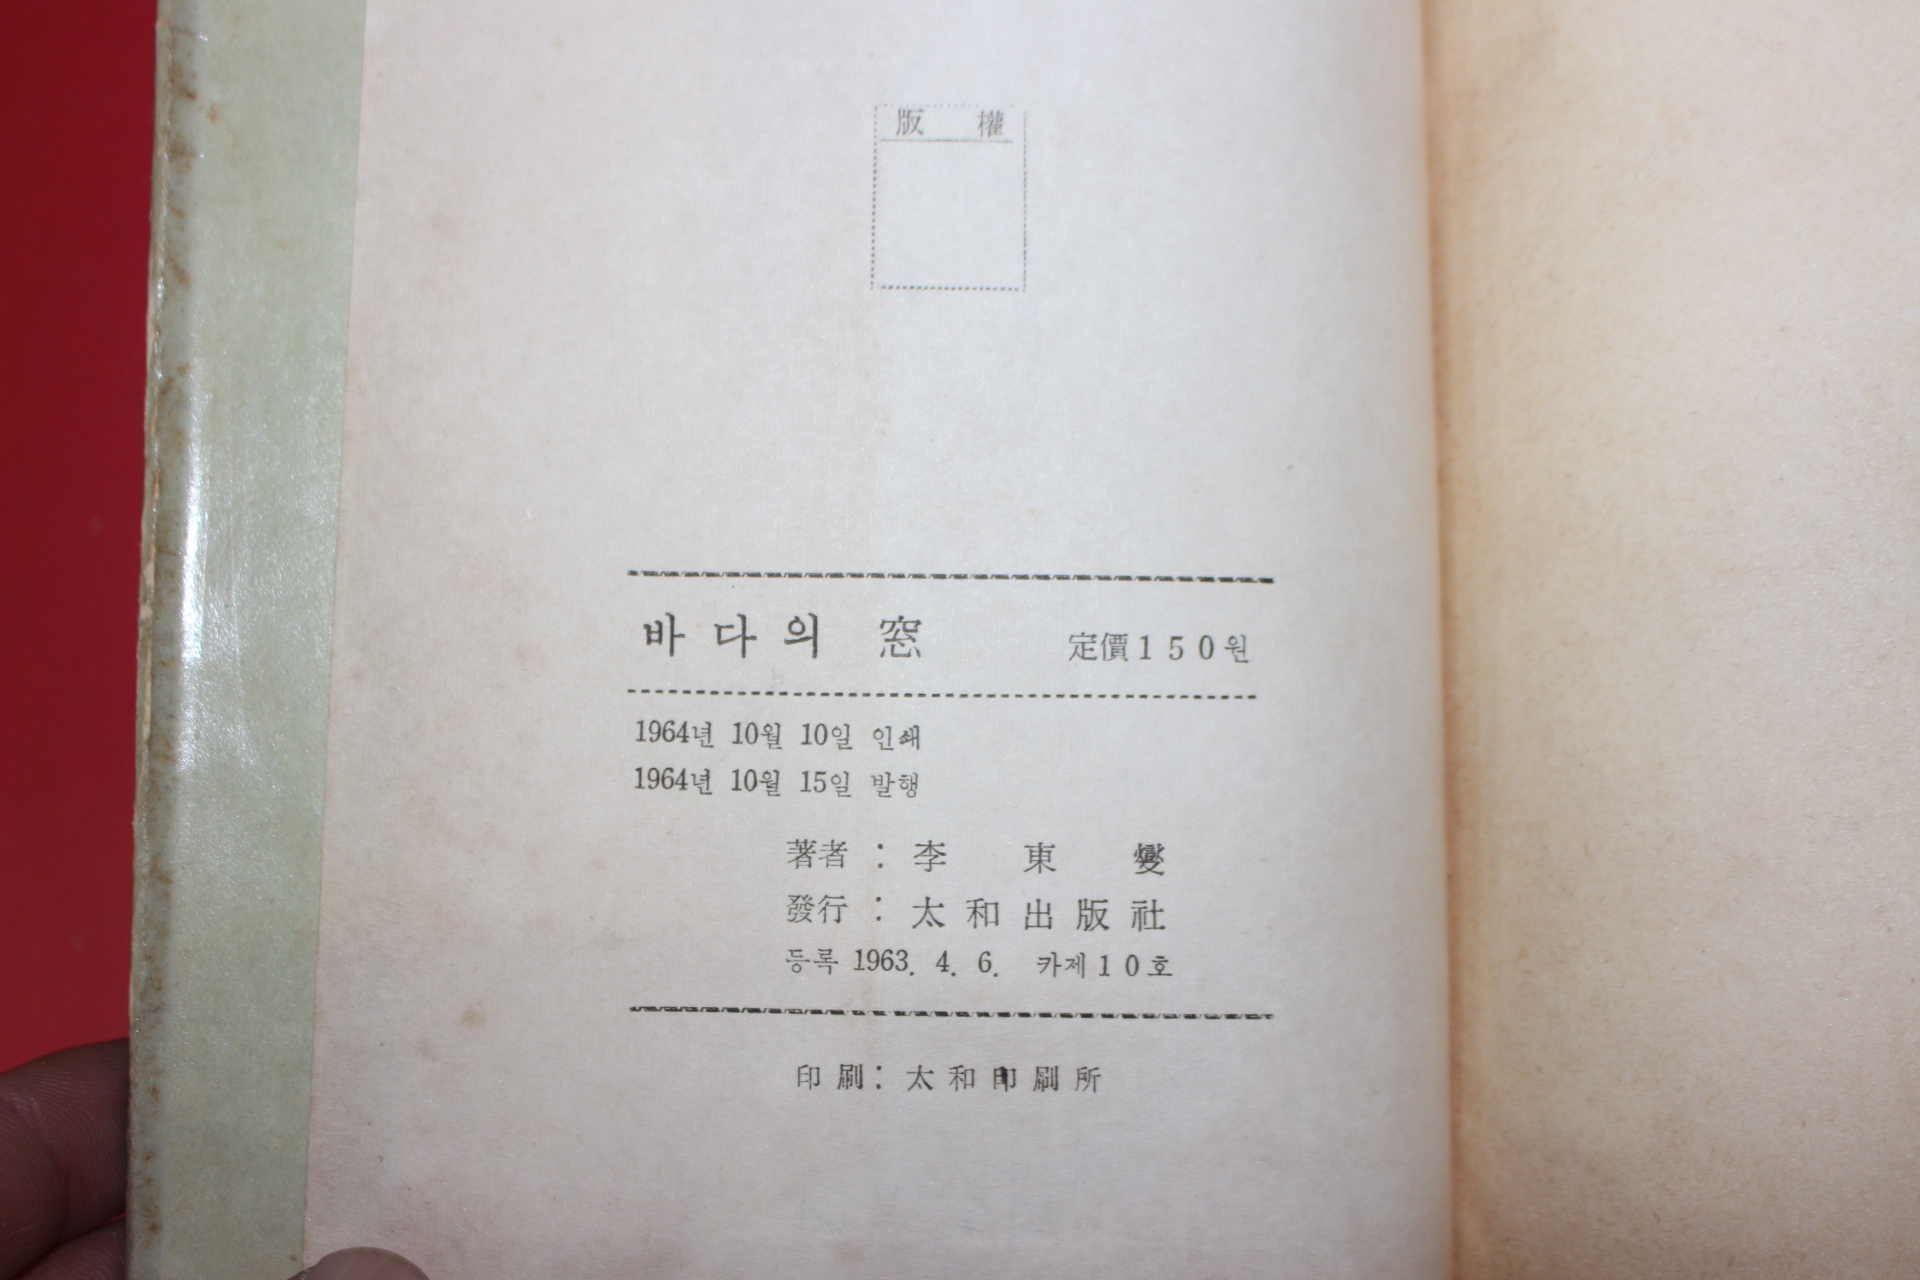 版 權
바다의 窓 定價150원
1964년 10월 10일 인쇄
1964년 10월 15일 발행
著者 : 李 東 燮
發行 : 太和出版社
등록 1963. 4. 6. 카제10호
印刷 : 太和印刷所